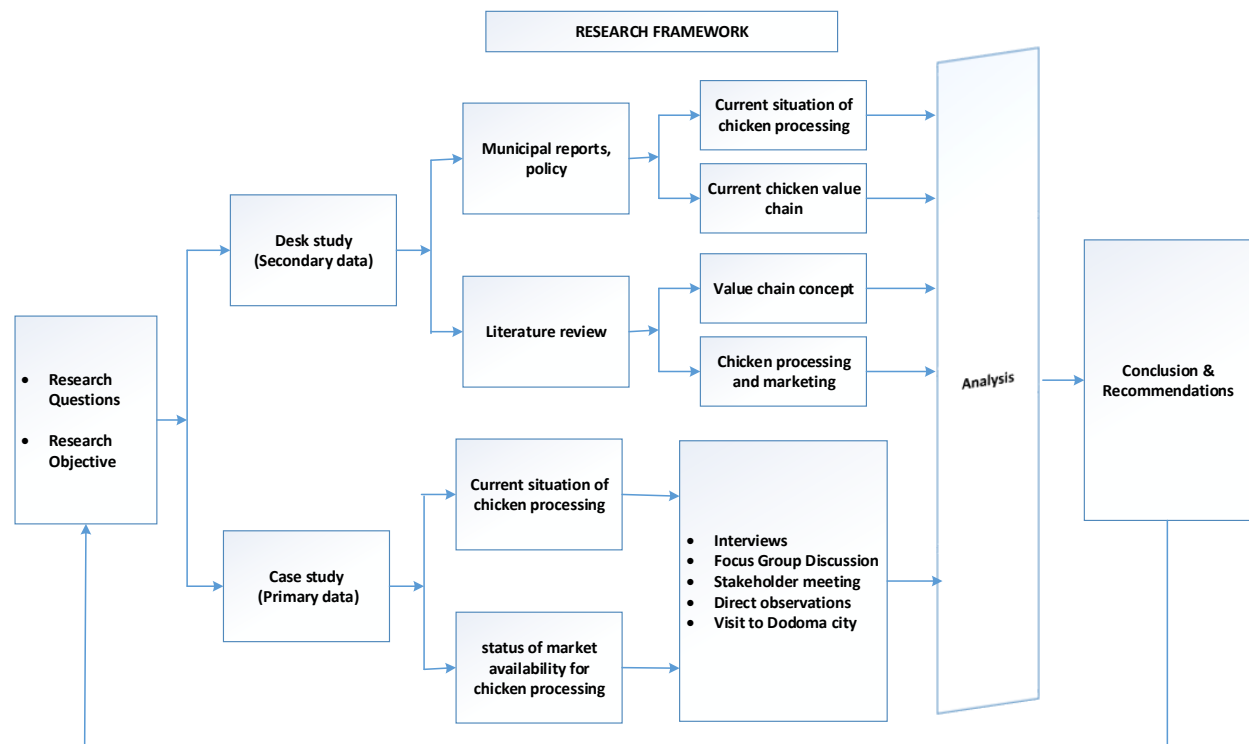 RESEARCH FRAMEWORK
Current situation of
chicken processing
Municipal reports,
policy
Current chicken value
chain
Desk study
(Secondary data)
Value chain concept
Literature review
Chicken processing
and marketing
• Research
Questions
• Research
Objective
Analysis
Conclusion &
Recommendations
Current situation of
chicken processing
• Interviews
• Focus Group Discussion
• Stakeholder meeting
• Direct observations
• Visit to Dodoma city
Case study
(Primary data)
status of market
availability for
chicken processing